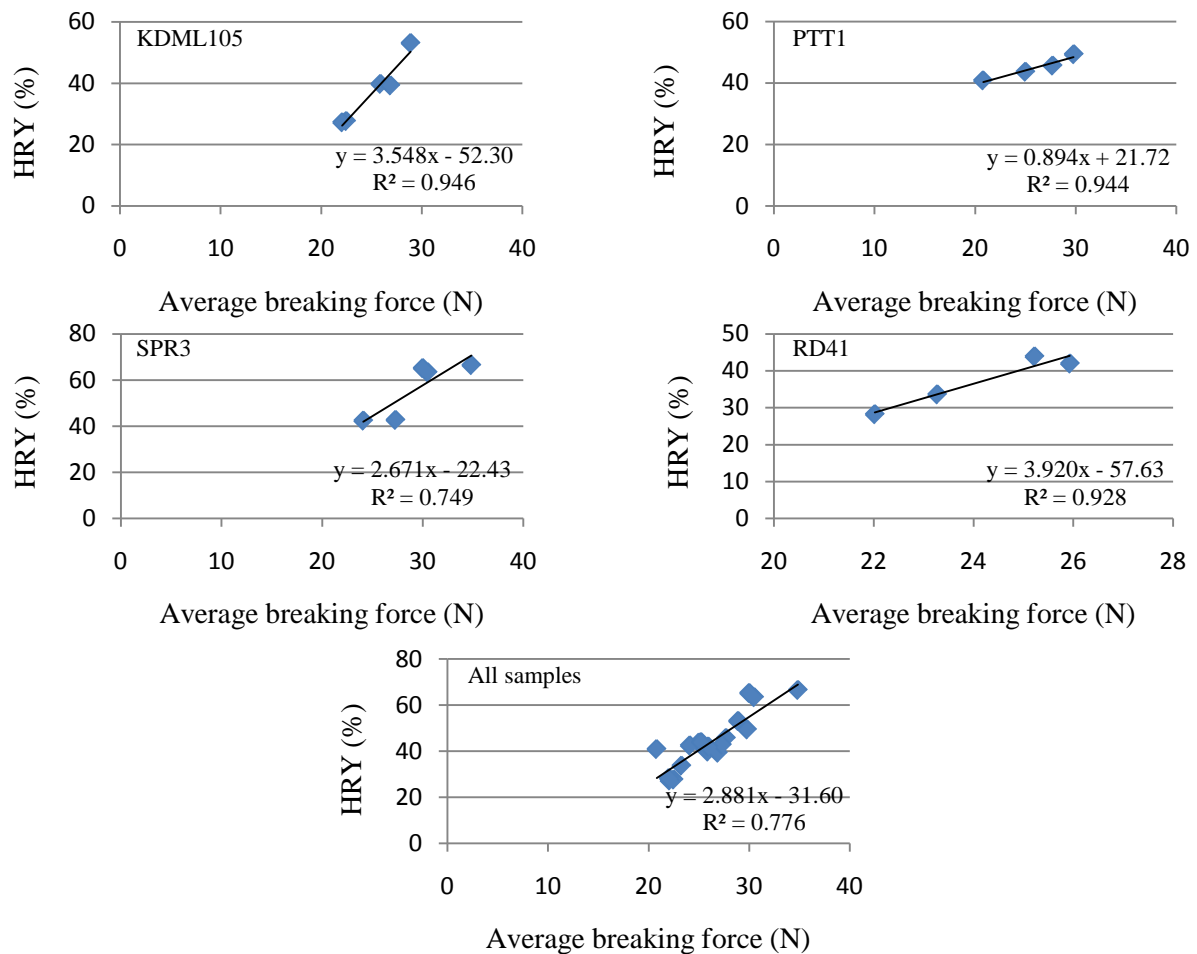 KDML105
HRY (%)
60
40
20
0
y = 3.548x - 52.30
R² = 0.946
0 10 20 30 40
Average breaking force (N)
PTT1
HRY (%)
60
40
20
0
y = 0.894x + 21.72
R² = 0.944
0 10 20 30 40
Average breaking force (N)
SPR3
HRY (%)
80
60
40
20
0
y = 2.671x - 22.43
R² = 0.749
0 10 20 30 40
Average breaking force (N)
RD41
HRY (%)
50
40
30
20
10
0
y = 3.920x - 57.63
R² = 0.928
20 22 24 26 28
Average breaking force (N)
All samples
HRY (%)
80
60
40
20
0
y = 2.881x - 31.60
R² = 0.776
0 10 20 30 40
Average breaking force (N)